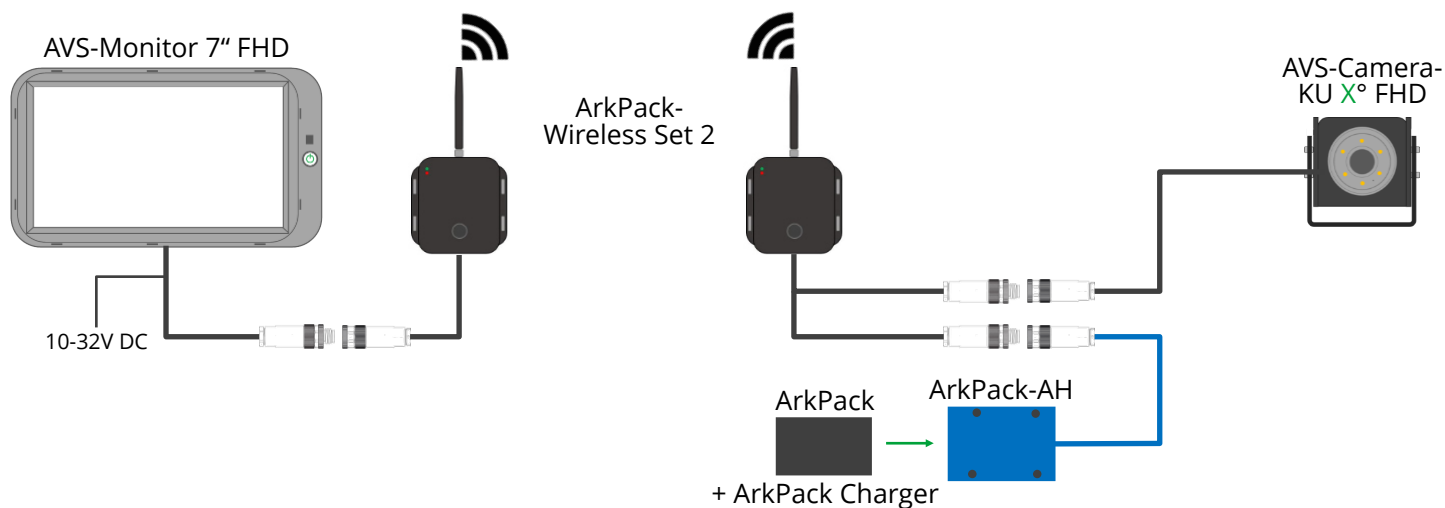 AVS-Monitor 7“ FHD
10-32V DC
ArkPack-
Wireless Set 2
AVS-Camera-
KU X° FHD
ArkPack
+ ArkPack Charger
ArkPack-AH